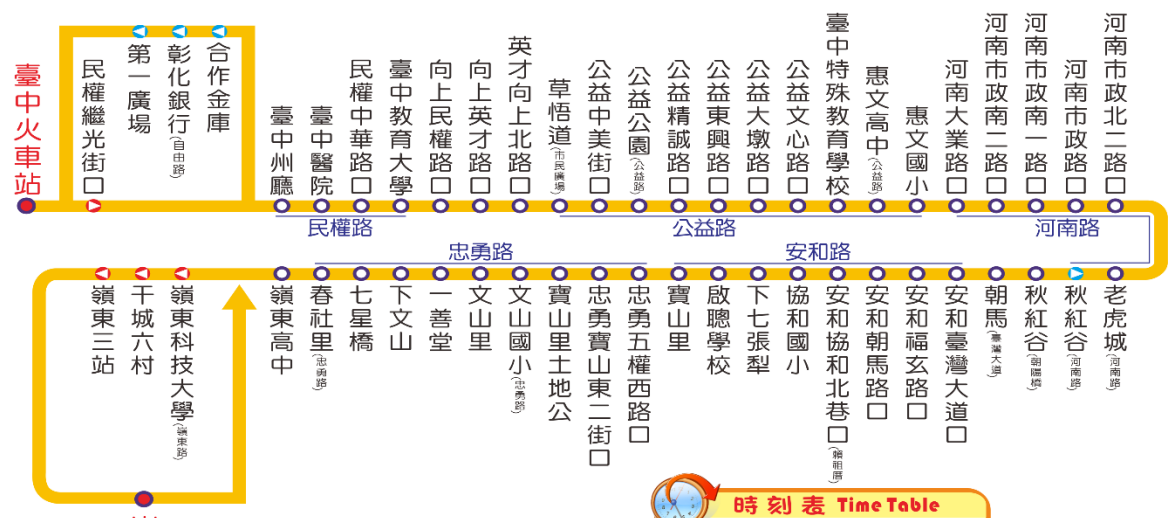 臺中火車站
民權繼光街口
第一廣場
彰化銀行(自由路)
合作金庫
臺中州廳
臺中醫院
民權中華路口
臺中教育大學
向上民權路口
向上英才路口
英才向上北路口
草悟道(市民廣場)
公益中美街口
公益公園(公益路)
公益精誠路口
公益東興路口
公益大墩路口
公益文心路口
臺中特殊教育學校
惠文高中(公益路)
惠文國小
河南大業路口
河南市政南二路口
河南市政南一路口
河南市政路口
河南市政北二路口
民權路
公益路
河南路
忠勇路
安和路
嶺東三站
干城六村
嶺東科技大學(嶺東路)
嶺東高中
春社里(忠勇路)
七星橋
下文山
一善堂
文山里
文山國小(忠勇路)
寶山里土地公
忠勇寶山東二街口
忠勇五權西路口
寶山里
啟聰學校
下七張犁
協和國小
安和協和北巷口(賴祖厝)
安和朝馬路口
安和福玄路口
安和臺灣大道口
朝馬(臺灣大道)
秋紅谷(朝隘橋)
秋紅谷(河南路)
老虎城(河南路)
時刻表 Time Table